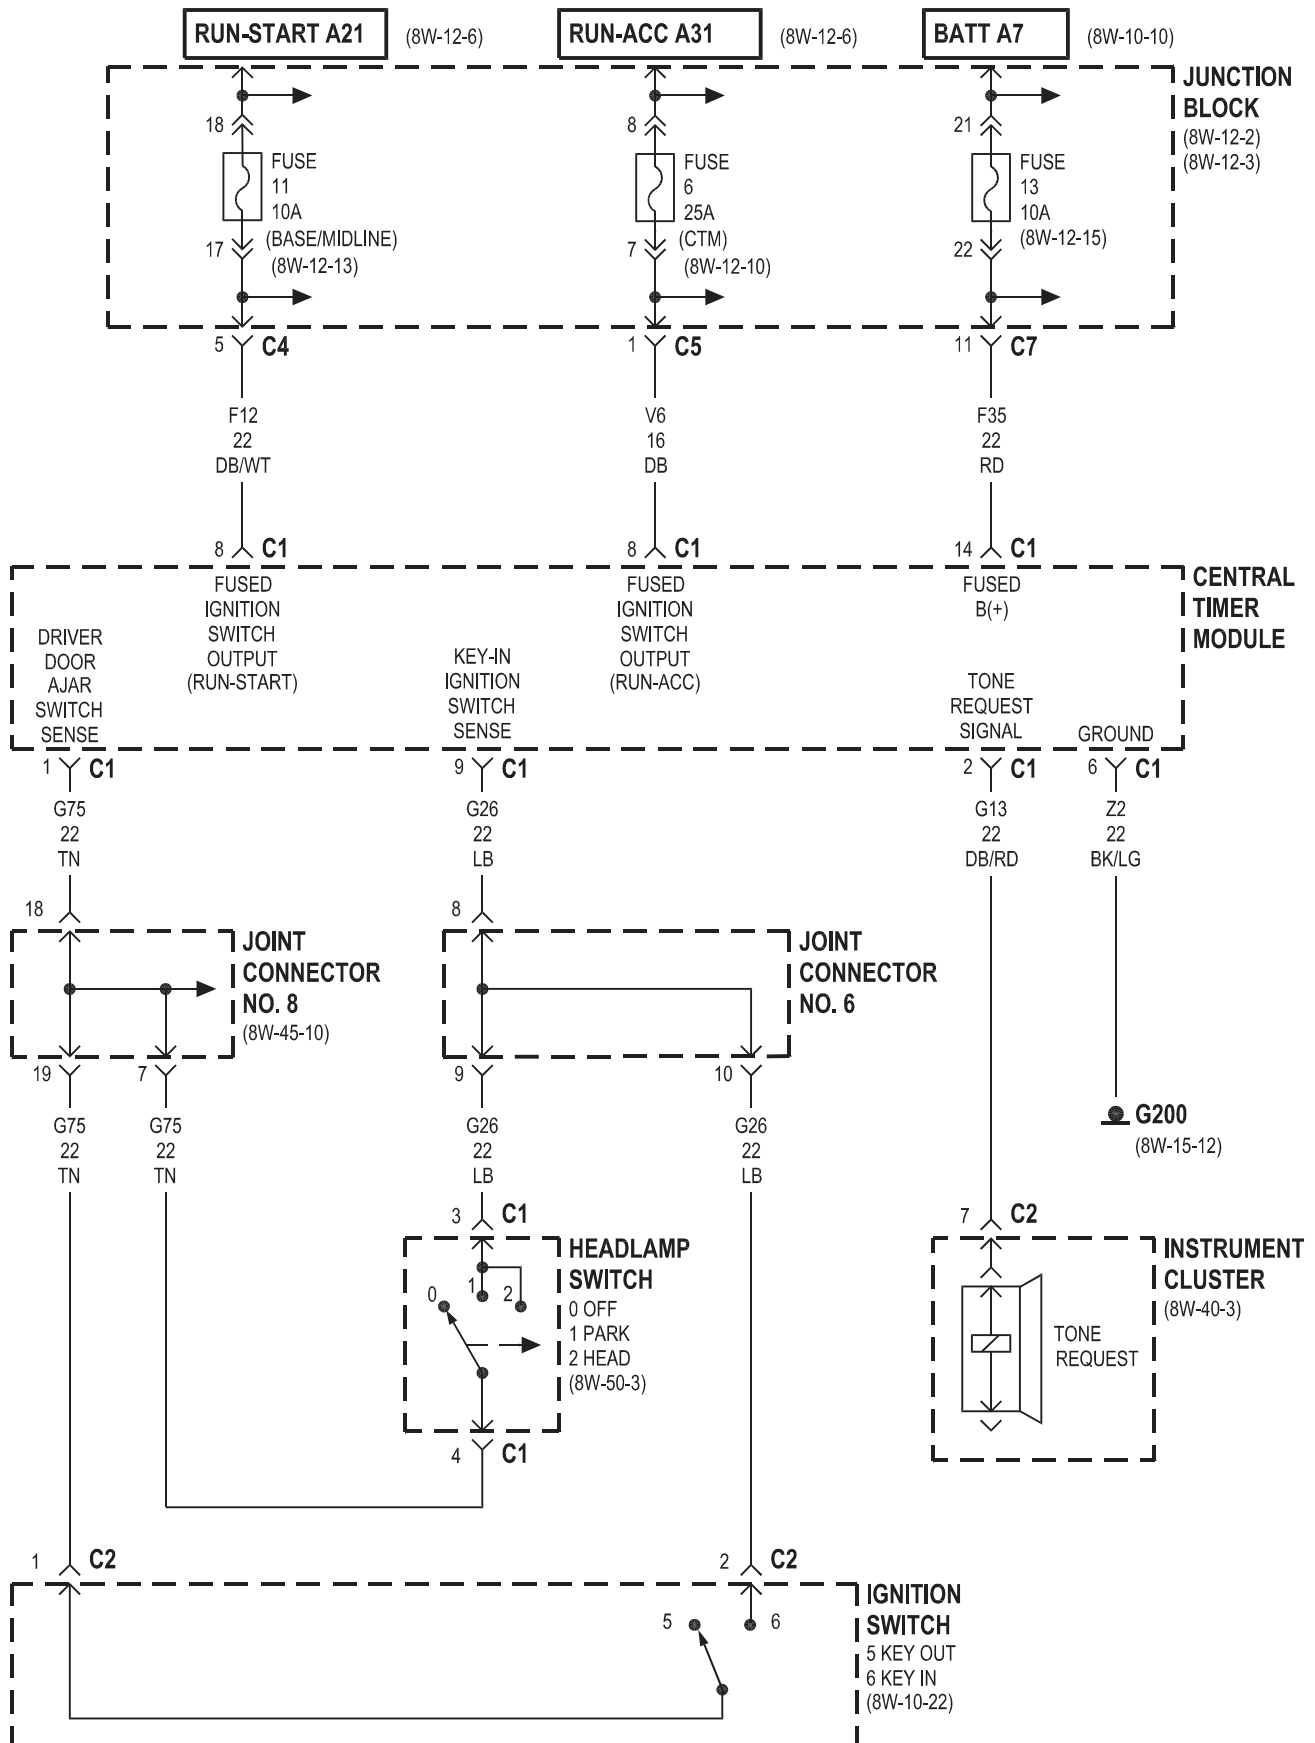 RUN-START A21
(8W-12-6)
RUN-ACC A31
(8W-12-6)
BATT A7
(8W-10-10)
JUNCTION
BLOCK
(8W-12-2)
(8W-12-3)
18
FUSE
11
10A
(BASE/MIDLINE)
(8W-12-13)
17
8
FUSE
6
25A
(CTM)
(8W-12-10)
7
21
FUSE
13
10A
(8W-12-15)
22
5 C4
1 C5
11 C7
F12
22
DB/WT
V6
16
DB
F35
22
RD
8 C1
8 C1
14 C1
CENTRAL
TIMER
MODULE
DRIVER
DOOR
AJAR
SWITCH
SENSE
FUSED
IGNITION
SWITCH
OUTPUT
(RUN-START)
KEY-IN
IGNITION
SWITCH
SENSE
FUSED
IGNITION
SWITCH
OUTPUT
(RUN-ACC)
FUSED
B(+)
TONE
REQUEST
SIGNAL
GROUND
1 C1
9 C1
2 C1
6 C1
G75
22
TN
G26
22
LB
G13
22
DB/RD
Z2
22
BK/LG
18
JOINT
CONNECTOR
NO. 8
(8W-45-10)
8
JOINT
CONNECTOR
NO. 6
19
7
9
10
G75
22
TN
G75
22
TN
G26
22
LB
G26
22
LB
G200
(8W-15-12)
3 C1
HEADLAMP
SWITCH
0 OFF
1 PARK
2 HEAD
(8W-50-3)
0
1
2
4 C1
7 C2
INSTRUMENT
CLUSTER
(8W-40-3)
TONE
REQUEST
1 C2
2 C2
5
6
IGNITION
SWITCH
5 KEY OUT
6 KEY IN
(8W-10-22)